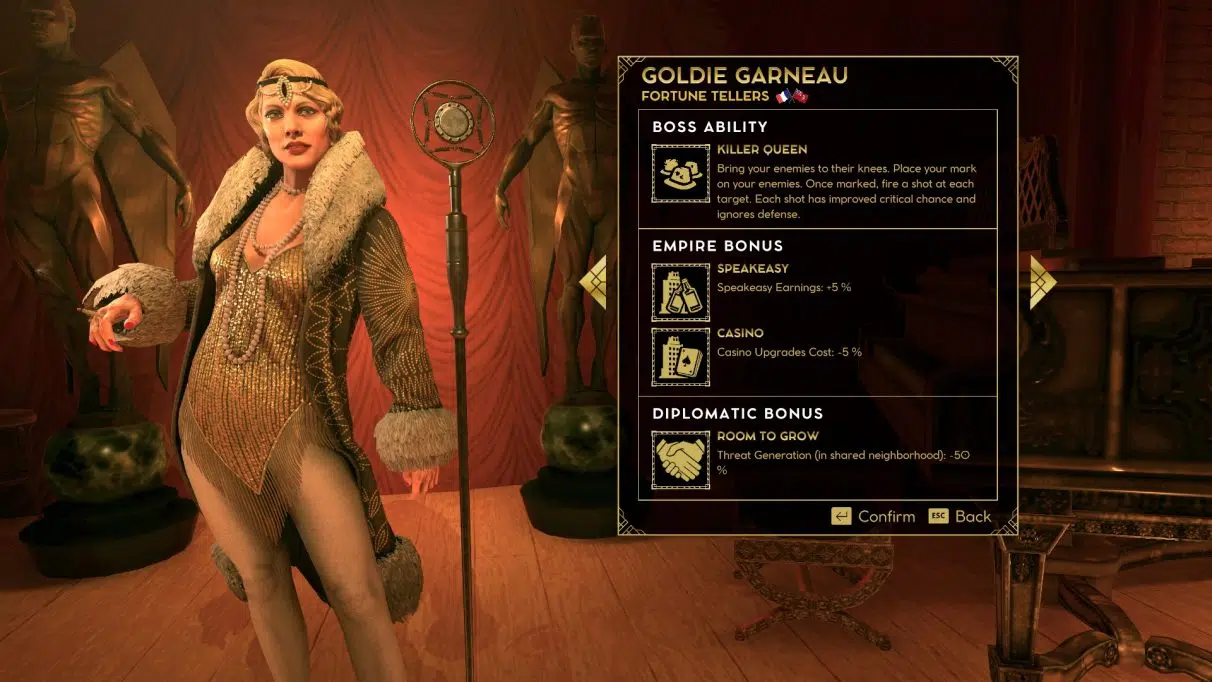 GOLDIE GARNEAU
FORTUNE TELLERS
BOSS ABILITY
KILLER QUEEN
Bring your enemies to their knees. Place your mark
on your enemies. Once marked, fire a shot at each
target. Each shot has improved critical chance and
ignores defense.
EMPIRE BONUS
SPEAKEASY
Speakeasy Earnings: +5 %
CASINO
Casino Upgrades Cost: -5 %
DIPLOMATIC BONUS
ROOM TO GROW
Threat Generation (in shared neighborhood): -50
%
Confirm
ESC Back